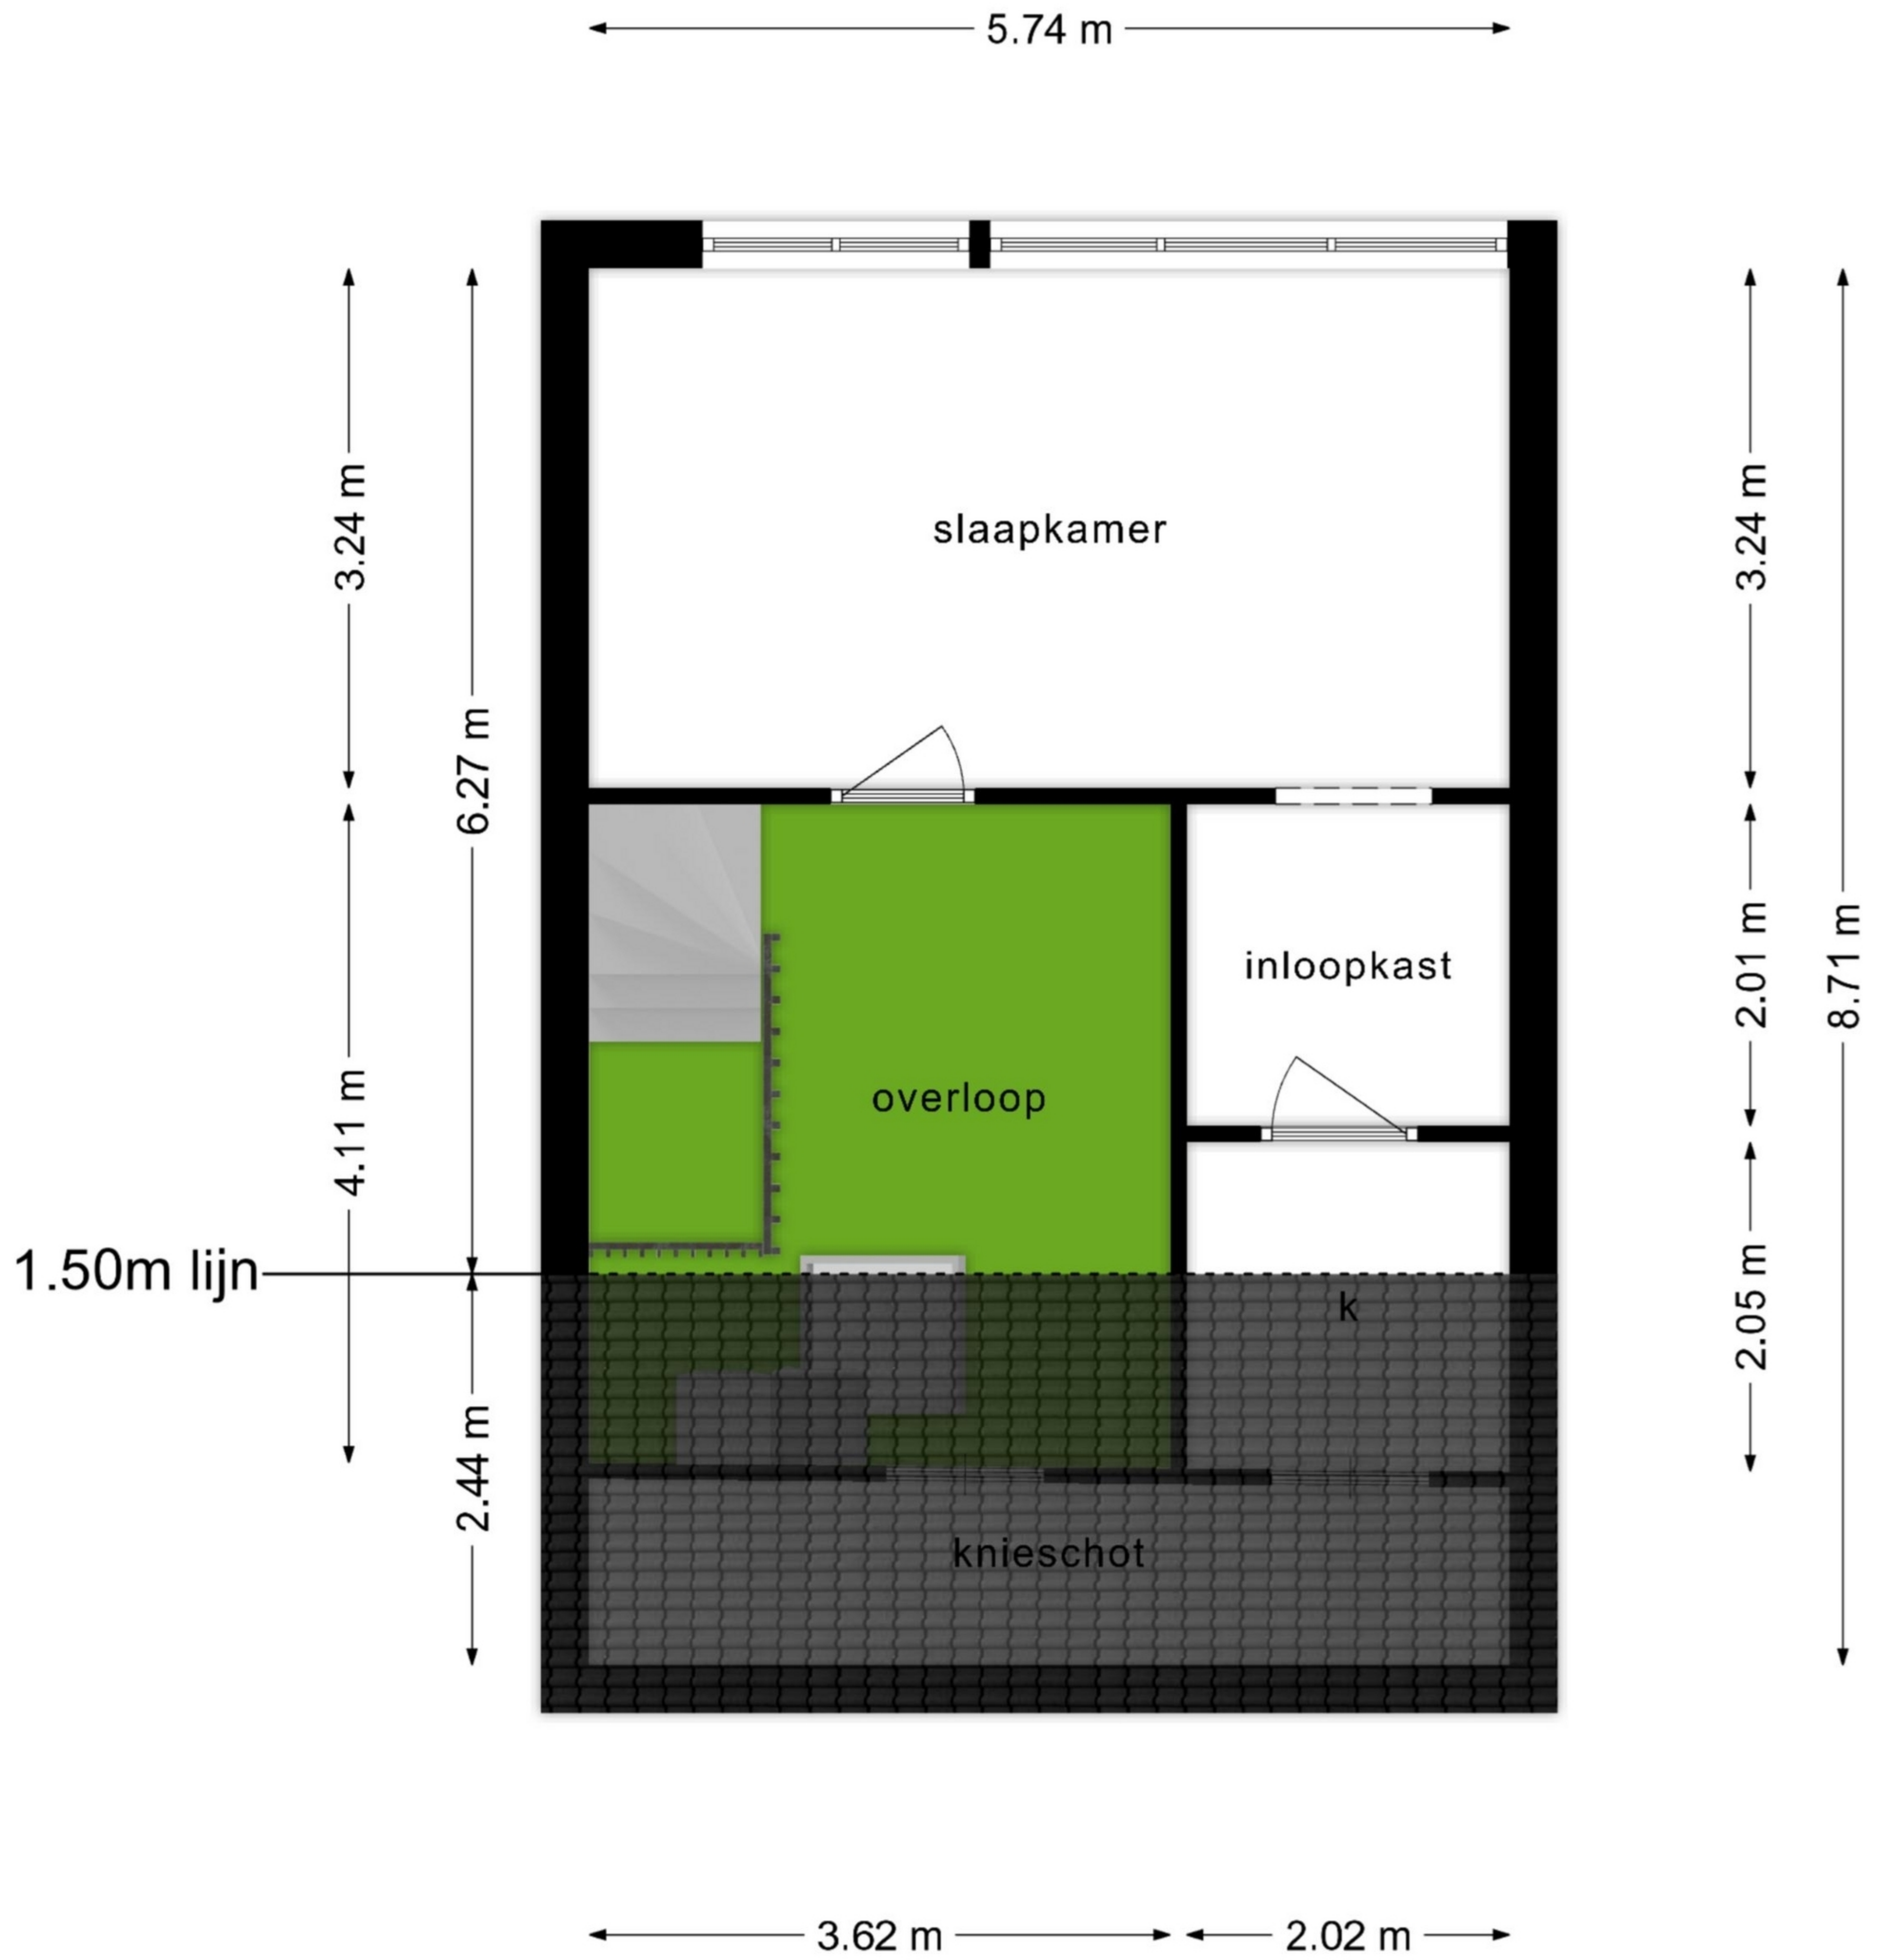 5.74 m
3.24 m
3.24 m
slaapkamer
6.27 m
2.01 m
8.71 m
inloopkast
4.11 m
overloop
1.50m lijn
2.05 m
k
2.44 m
knieschot
3.62 m
2.02 m